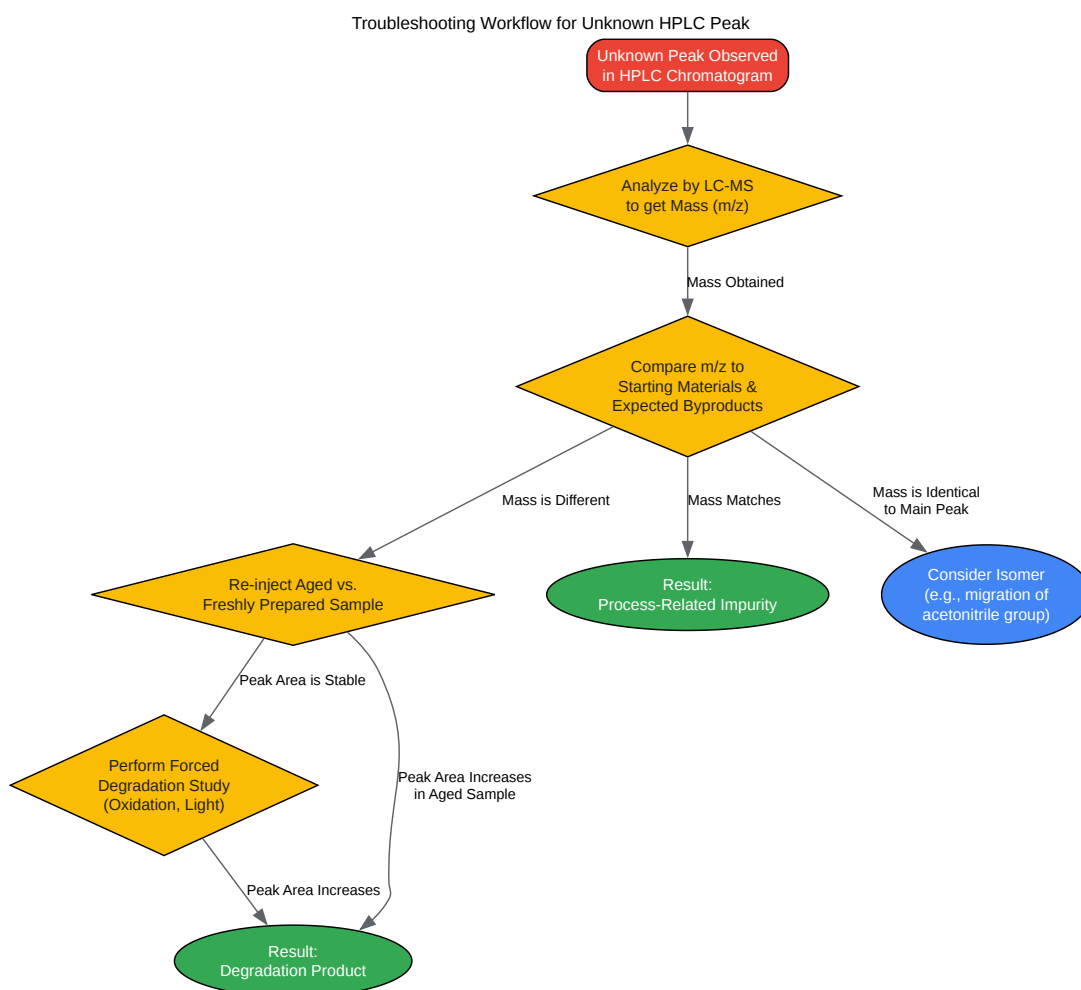 Troubleshooting Workflow for Unknown HPLC Peak
Unknown Peak Observed
in HPLC Chromatogram
Analyze by LC-MS
to get Mass (m/z)
Mass Obtained
Compare m/z to
Starting Materials &
Expected Byproducts
Mass is Different
Mass Matches
Mass is Identical
to Main Peak
Re-inject Aged vs.
Freshly Prepared Sample
Result:
Process-Related Impurity
Consider Isomer
(e.g., migration of
acetonitrile group)
Peak Area is Stable
Perform Forced
Degradation Study
(Oxidation, Light)
Peak Area Increases
in Aged Sample
Peak Area Increases
Result:
Degradation Product